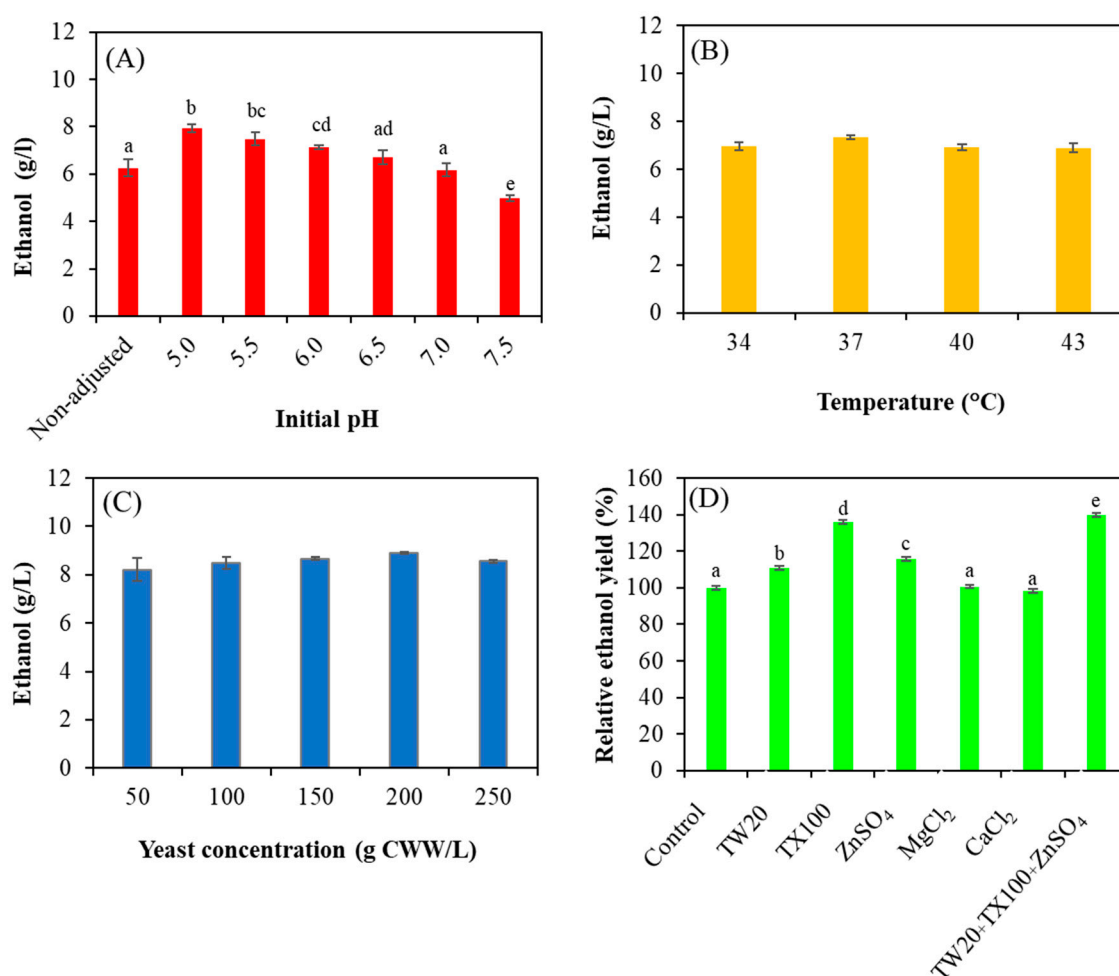 (A)
Ethanol (g/l)
12
10
8
6
4
2
0
a
b
bc
cd
ad
a
e
Non-adjusted
5.0
5.5
6.0
6.5
7.0
7.5
Initial pH
(B)
Ethanol (g/L)
12
10
8
6
4
2
0
34 37 40 43
Temperature (°C)
(C)
Ethanol (g/L)
12
10
8
6
4
2
0
50 100 150 200 250
Yeast concentration (g CWW/L)
(D)
Relative ethanol yield (%)
160
140
120
100
80
60
40
20
0
a
b
d
c
a
a
e
Control
TW20
TX100
ZnSO₄
MgCl₂
CaCl₂
TW20+TX100+ZnSO₄